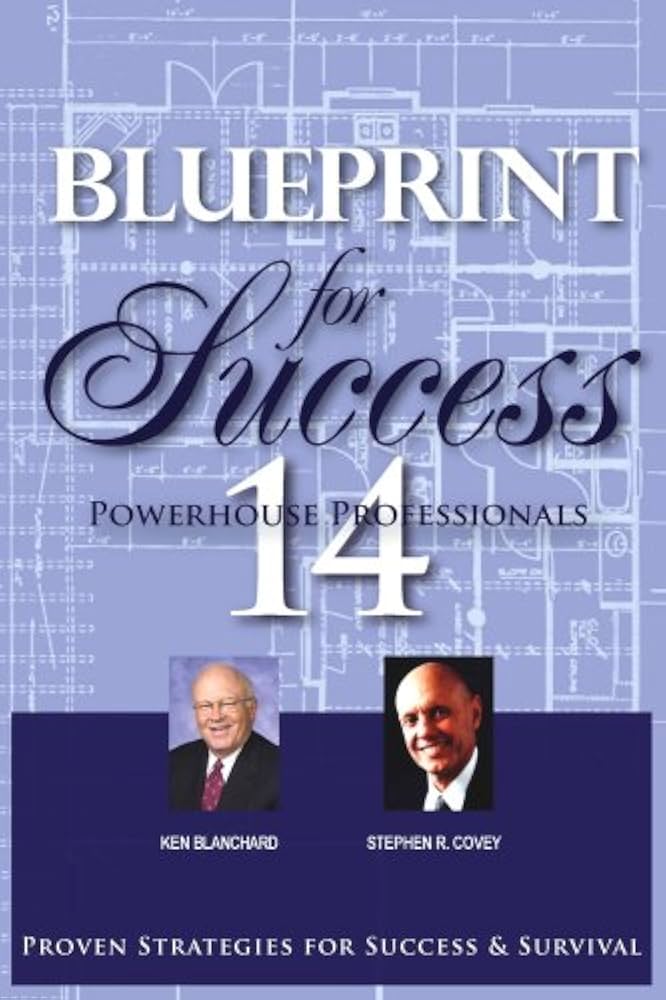 BLUEPRINT
for
Success
14
POWERHOUSE PROFESSIONALS
KEN BLANCHARD
STEPHEN R. COVEY
PROVEN STRATEGIES FOR SUCCESS & SURVIVAL